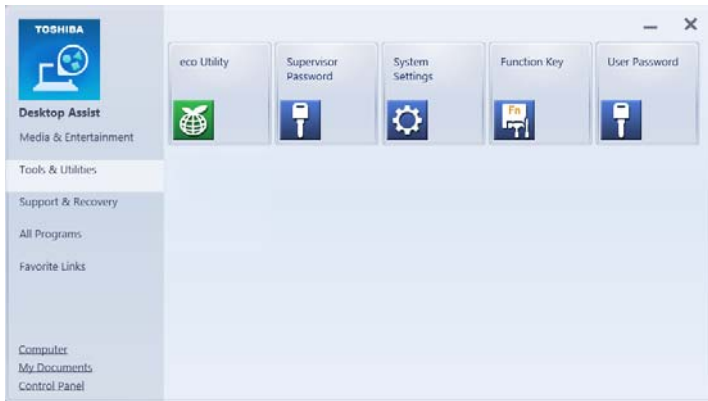 TOSHIBA
Desktop Assist
Media & Entertainment
Tools & Utilities
Support & Recovery
All Programs
Favorite Links
Computer
My Documents
Control Panel
eco Utility
Supervisor
Password
System
Settings
Function Key
Fn
User Password